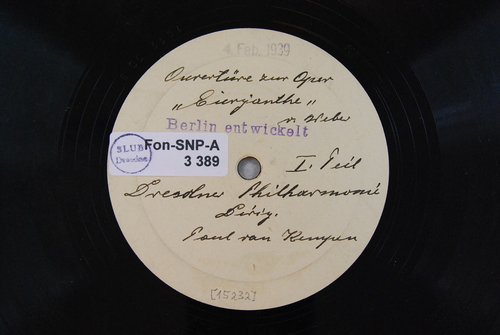 4. Feb. 1939
Ouvertüre zur Oper
„Euryanthe"
v. Weber
Berlin entwickelt
SLUB
Dresden
Fon-SNP-A
3 389
I. Teil
Dresdner Philharmonie
Dirig.
Paul van Kempen
[15232]